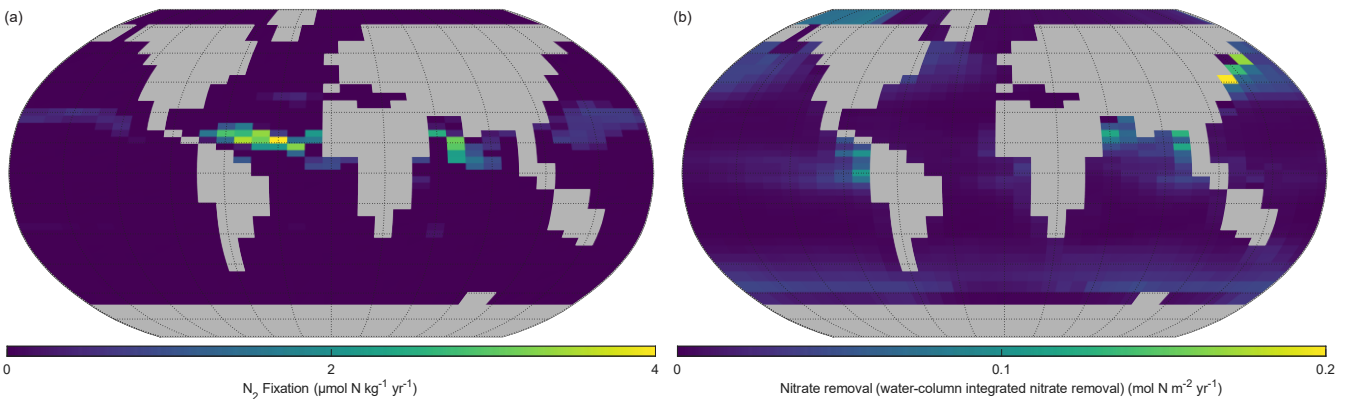 (a)
(b)
0
2
4
N₂ Fixation (μmol N kg⁻¹ yr⁻¹)
0
0.1
0.2
Nitrate removal (water-column integrated nitrate removal) (mol N m⁻² yr⁻¹)